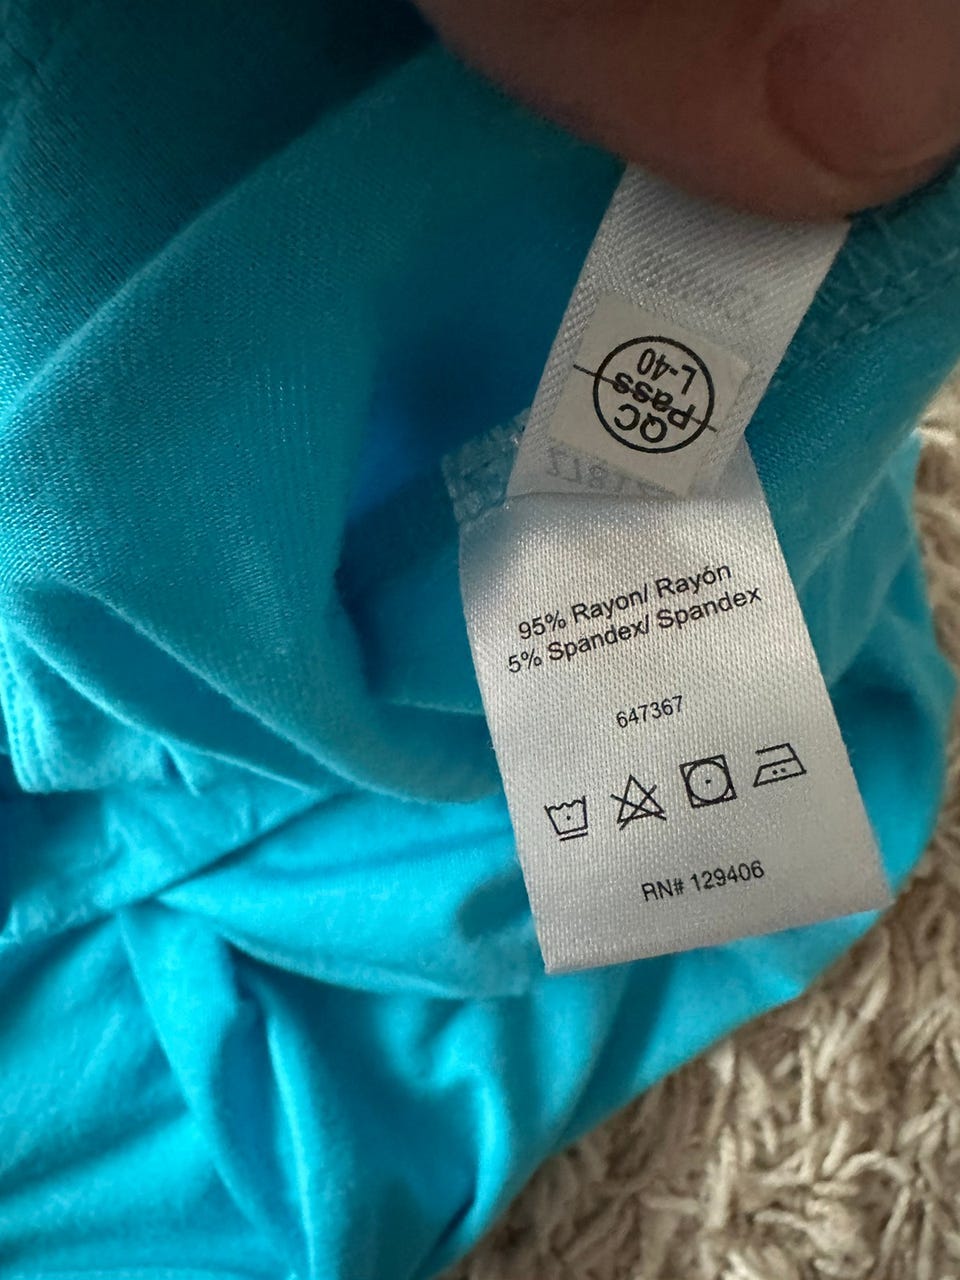 QC
Pass
L-40
95% Rayon/ Rayón
5% Spandex/ Spandex
647367
RN# 129406